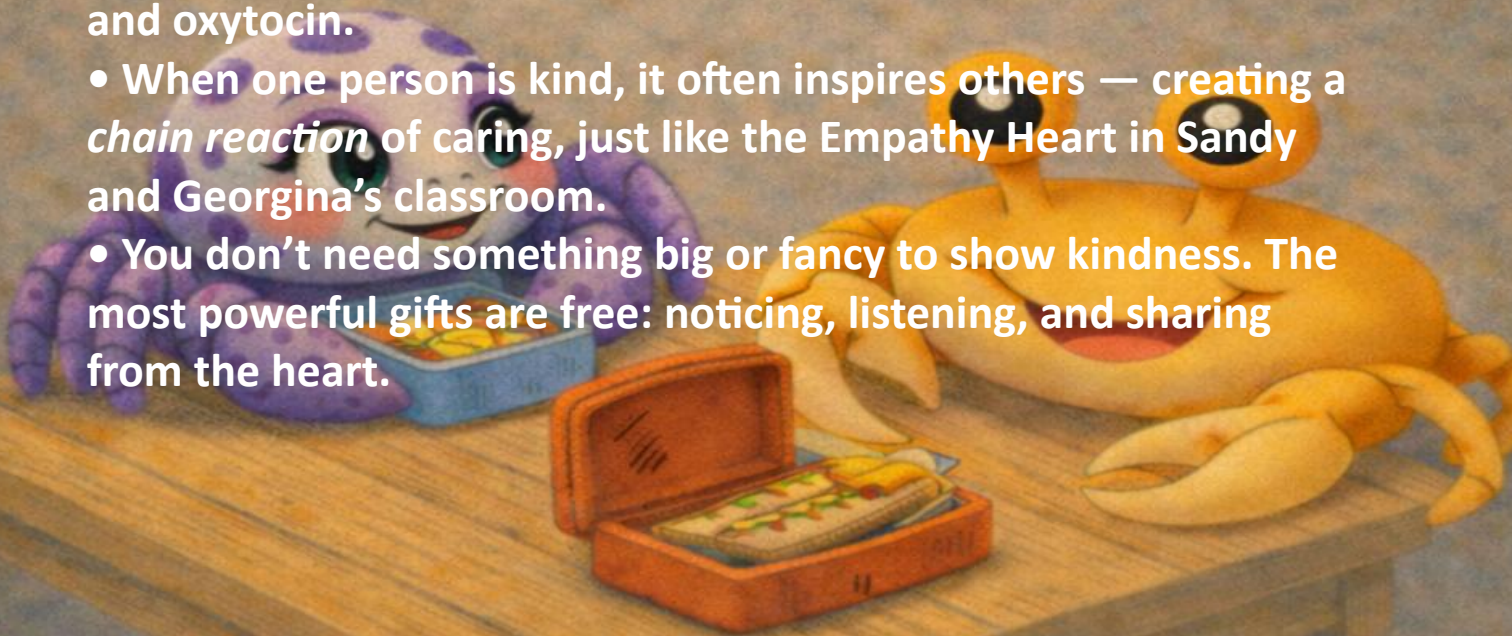 and oxytocin.
• When one person is kind, it often inspires others — creating a
chain reaction of caring, just like the Empathy Heart in Sandy
and Georgina’s classroom.
• You don’t need something big or fancy to show kindness. The
most powerful gifts are free: noticing, listening, and sharing
from the heart.